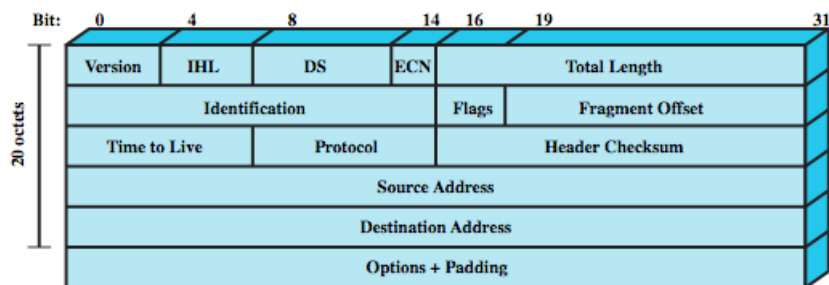 Bit: 0 4 8 14 16 19 31
Version IHL DS ECN Total Length
Identification Flags Fragment Offset
Time to Live Protocol Header Checksum
Source Address
Destination Address
Options + Padding
20 octets